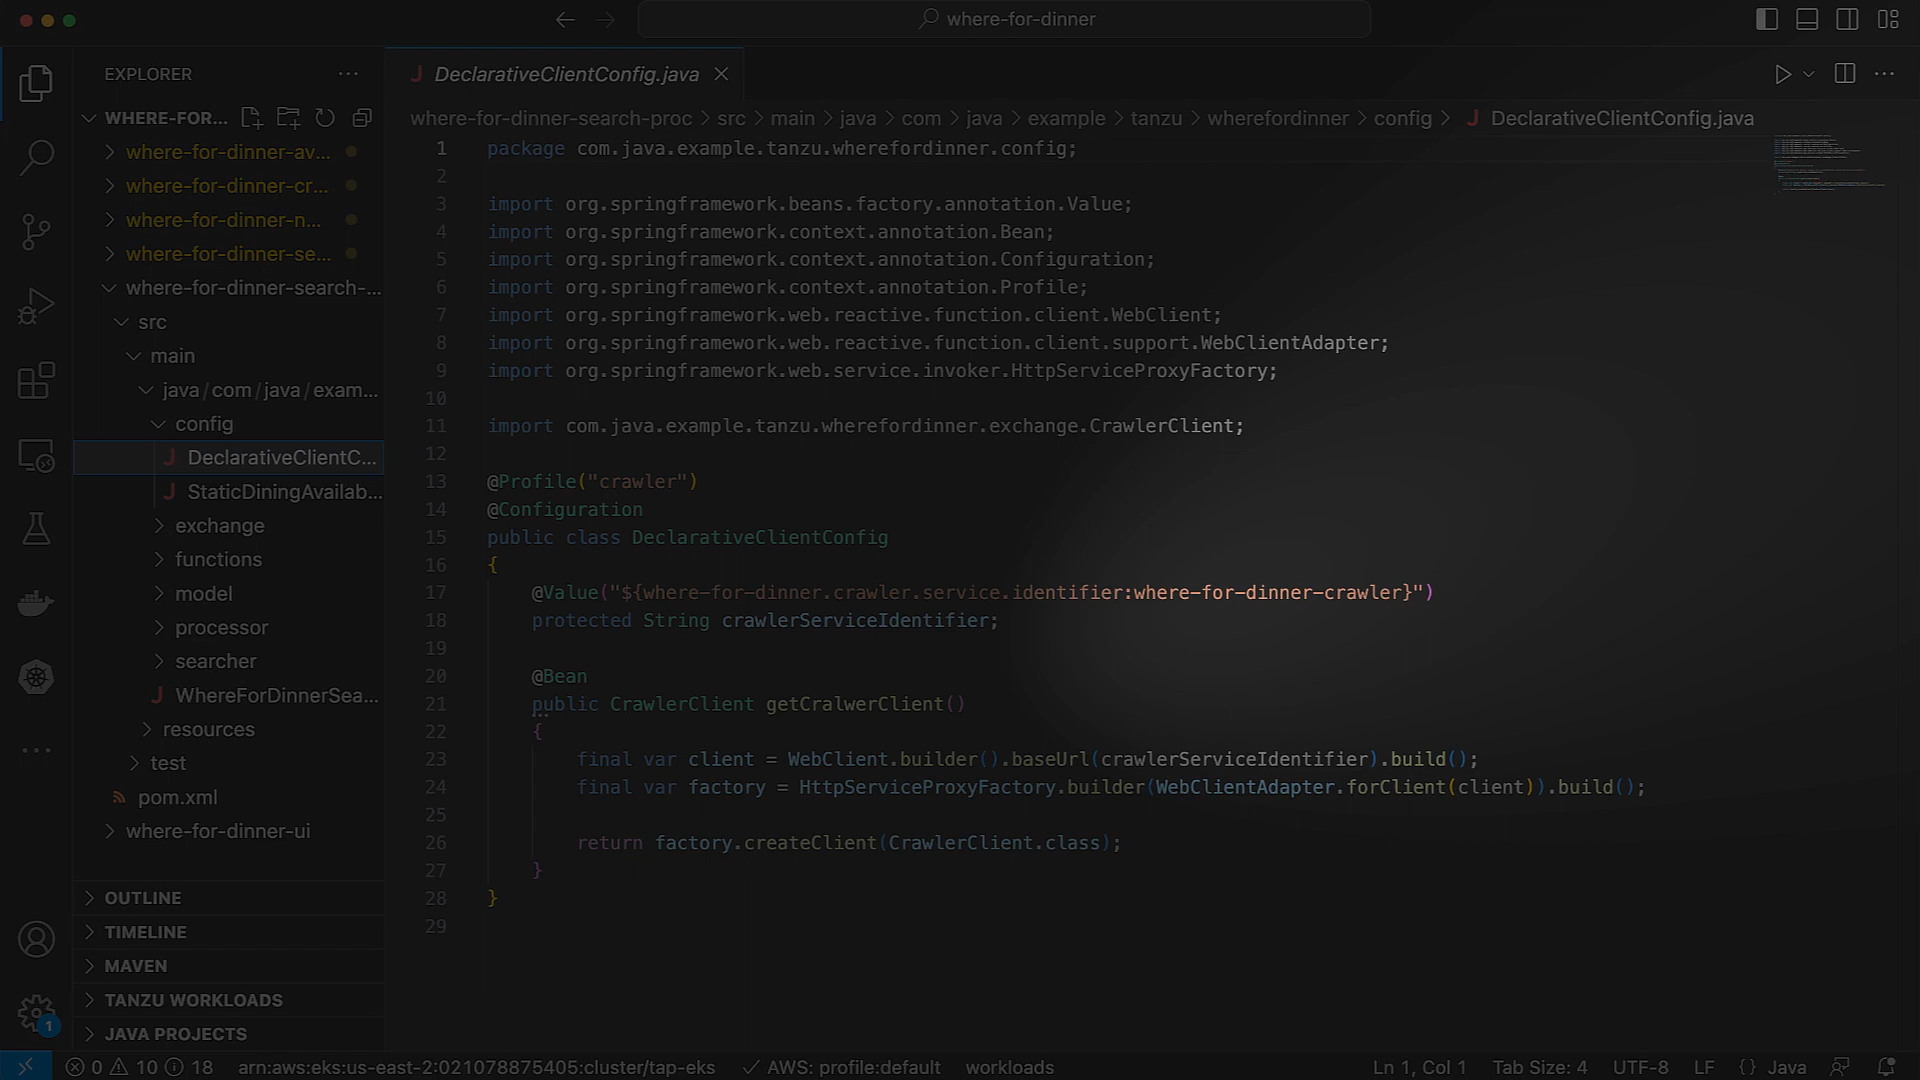 where-for-dinner
EXPLORER
DeclarativeClientConfig.java
WHERE-FOR...
where-for-dinner-search-proc > src > main > java > com > java > example > tanzu > wherefordinner > config > DeclarativeClientConfig.java
where-for-dinner-av...
where-for-dinner-cr...
where-for-dinner-n...
where-for-dinner-se...
where-for-dinner-search-...
src
main
java/com/java/exam...
config
DeclarativeClientC...
StaticDiningAvailab...
exchange
functions
model
processor
searcher
WhereForDinnerSea...
resources
test
pom.xml
where-for-dinner-ui
OUTLINE
TIMELINE
MAVEN
TANZU WORKLOADS
JAVA PROJECTS
1
1 package com.java.example.tanzu.wherefordinner.config;
2
3 import org.springframework.beans.factory.annotation.Value;
4 import org.springframework.context.annotation.Bean;
5 import org.springframework.context.annotation.Configuration;
6 import org.springframework.context.annotation.Profile;
7 import org.springframework.web.reactive.function.client.WebClient;
8 import org.springframework.web.reactive.function.client.support.WebClientAdapter;
9 import org.springframework.web.service.invoker.HttpServiceProxyFactory;
10
11 import com.java.example.tanzu.wherefordinner.exchange.CrawlerClient;
12
13 @Profile("crawler")
14 @Configuration
15 public class DeclarativeClientConfig
16 {
17 @Value("${where-for-dinner.crawler.service.identifier:where-for-dinner-crawler}")
18 protected String crawlerServiceIdentifier;
19
20 @Bean
21 public CrawlerClient getCralwerClient()
22 {
23 final var client = WebClient.builder().baseUrl(crawlerServiceIdentifier).build();
24 final var factory = HttpServiceProxyFactory.builder(WebClientAdapter.forClient(client)).build();
25
26 return factory.createClient(CrawlerClient.class);
27 }
28 }
29
0 10 18 arn:aws:eks:us-east-2:021078875405:cluster/tap-eks AWS: profile:default workloads Ln 1, Col 1 Tab Size: 4 UTF-8 LF {} Java